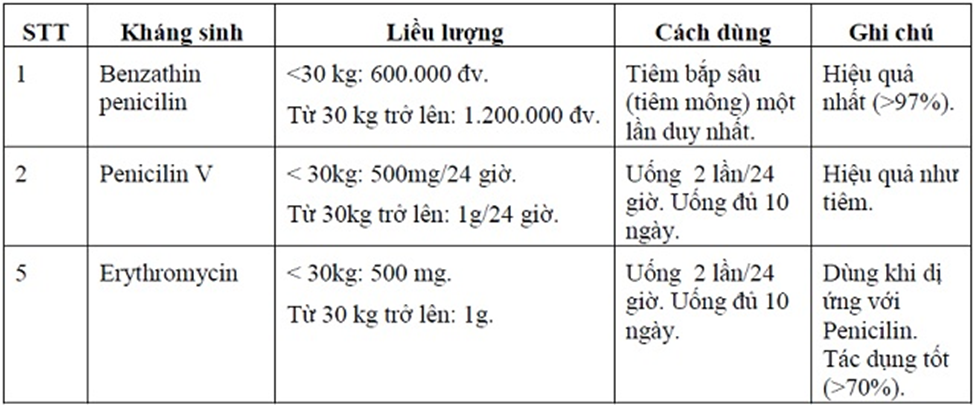 STT Kháng sinh Liều lượng Cách dùng Ghi chú
1 Benzathin penicilin
<30 kg: 600.000 đv.
Từ 30 kg trở lên: 1.200.000 đv.
Tiêm bắp sâu
(tiêm mông) một
lần duy nhất.
Hiệu quả
nhất (>97%).
2 Penicilin V
< 30kg: 500mg/24 giờ.
Từ 30kg trở lên: 1g/24 giờ.
Uống 2 lần/24
giờ. Uống đủ 10
ngày.
Hiệu quả như
tiêm.
5 Erythromycin
< 30kg: 500 mg.
Từ 30 kg trở lên: 1g.
Uống 2 lần/24
giờ. Uống đủ 10
ngày.
Dùng khi dị
ứng với
Penicilin.
Tác dụng tốt
(>70%).